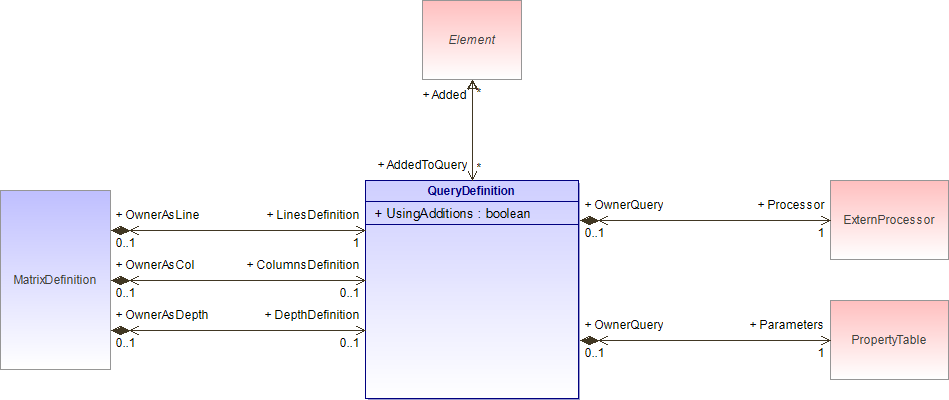 Element
+ Added
*
+ AddedToQuery
*
QueryDefinition
+ UsingAdditions : boolean
MatrixDefinition
+ OwnerAsLine
+ LinesDefinition
0..1
1
+ OwnerAsCol
+ ColumnsDefinition
0..1
0..1
+ OwnerAsDepth
+ DepthDefinition
0..1
0..1
+ OwnerQuery
+ Processor
0..1
1
ExternProcessor
+ OwnerQuery
+ Parameters
0..1
1
PropertyTable